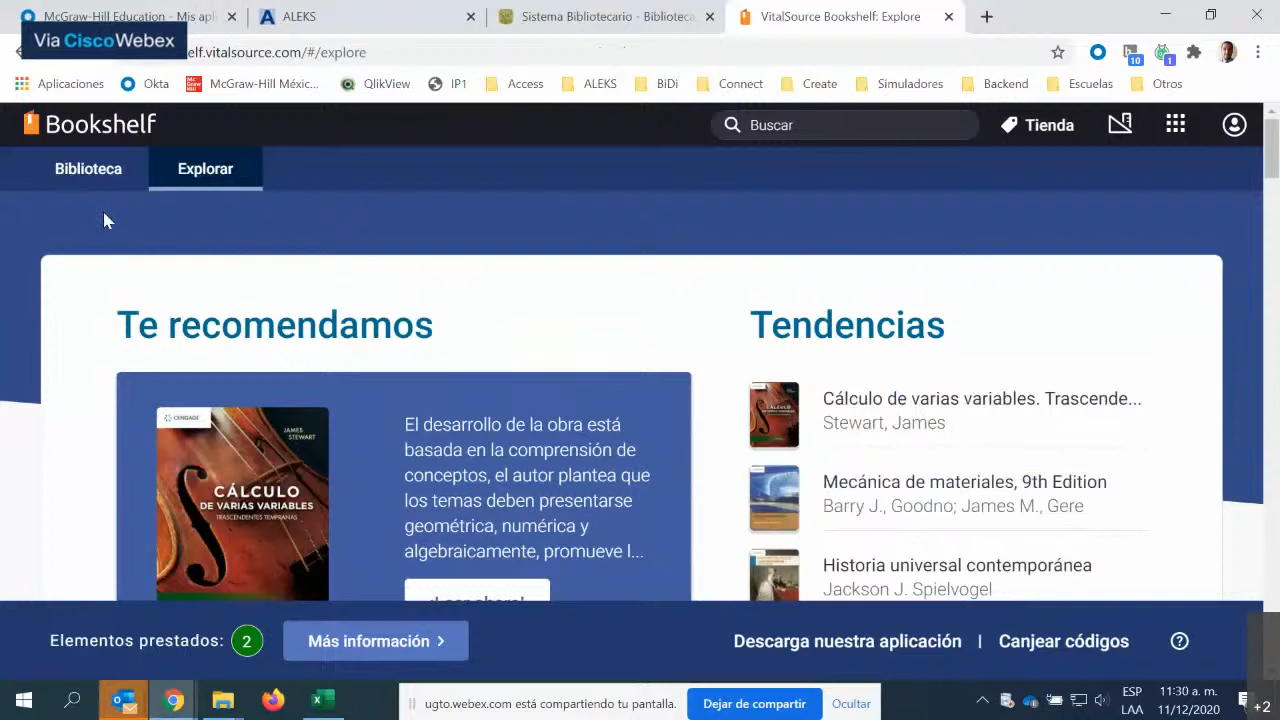 McGraw-Hill Education - Mis apl
ALEKS
Sistema Bibliotecario - Bibliotec
VitalSource Bookshelf: Explore
Via CiscoWebex
elf.vitalsource.com/#/explore
10
1
Aplicaciones
Okta
McGraw-Hill Méxic...
QlikView
IP1
Access
ALEKS
BiDi
Connect
Create
Simuladores
Backend
Escuelas
Otros
Bookshelf
Buscar
Tienda
Biblioteca
Explorar
Te recomendamos
CENGAGE
JAMES
STEWART
CÁLCULO
DE VARIAS VARIABLES
TRASCENDENTES TEMPRANAS
El desarrollo de la obra está
basada en la comprensión de
conceptos, el autor plantea que
los temas deben presentarse
geométrica, numérica y
algebraicamente, promueve l...
Tendencias
Cálculo de varias variables. Trascende...
Stewart, James
Mecánica de materiales, 9th Edition
Barry J., Goodno; James M., Gere
Historia universal contemporánea
Jackson J. Spielvogel
Elementos prestados: 2
Más información
Descarga nuestra aplicación | Canjear códigos
ugto.webex.com está compartiendo tu pantalla.
Dejar de compartir
Ocultar
ESP
LAA
11:30 a. m.
11/12/2020
+2